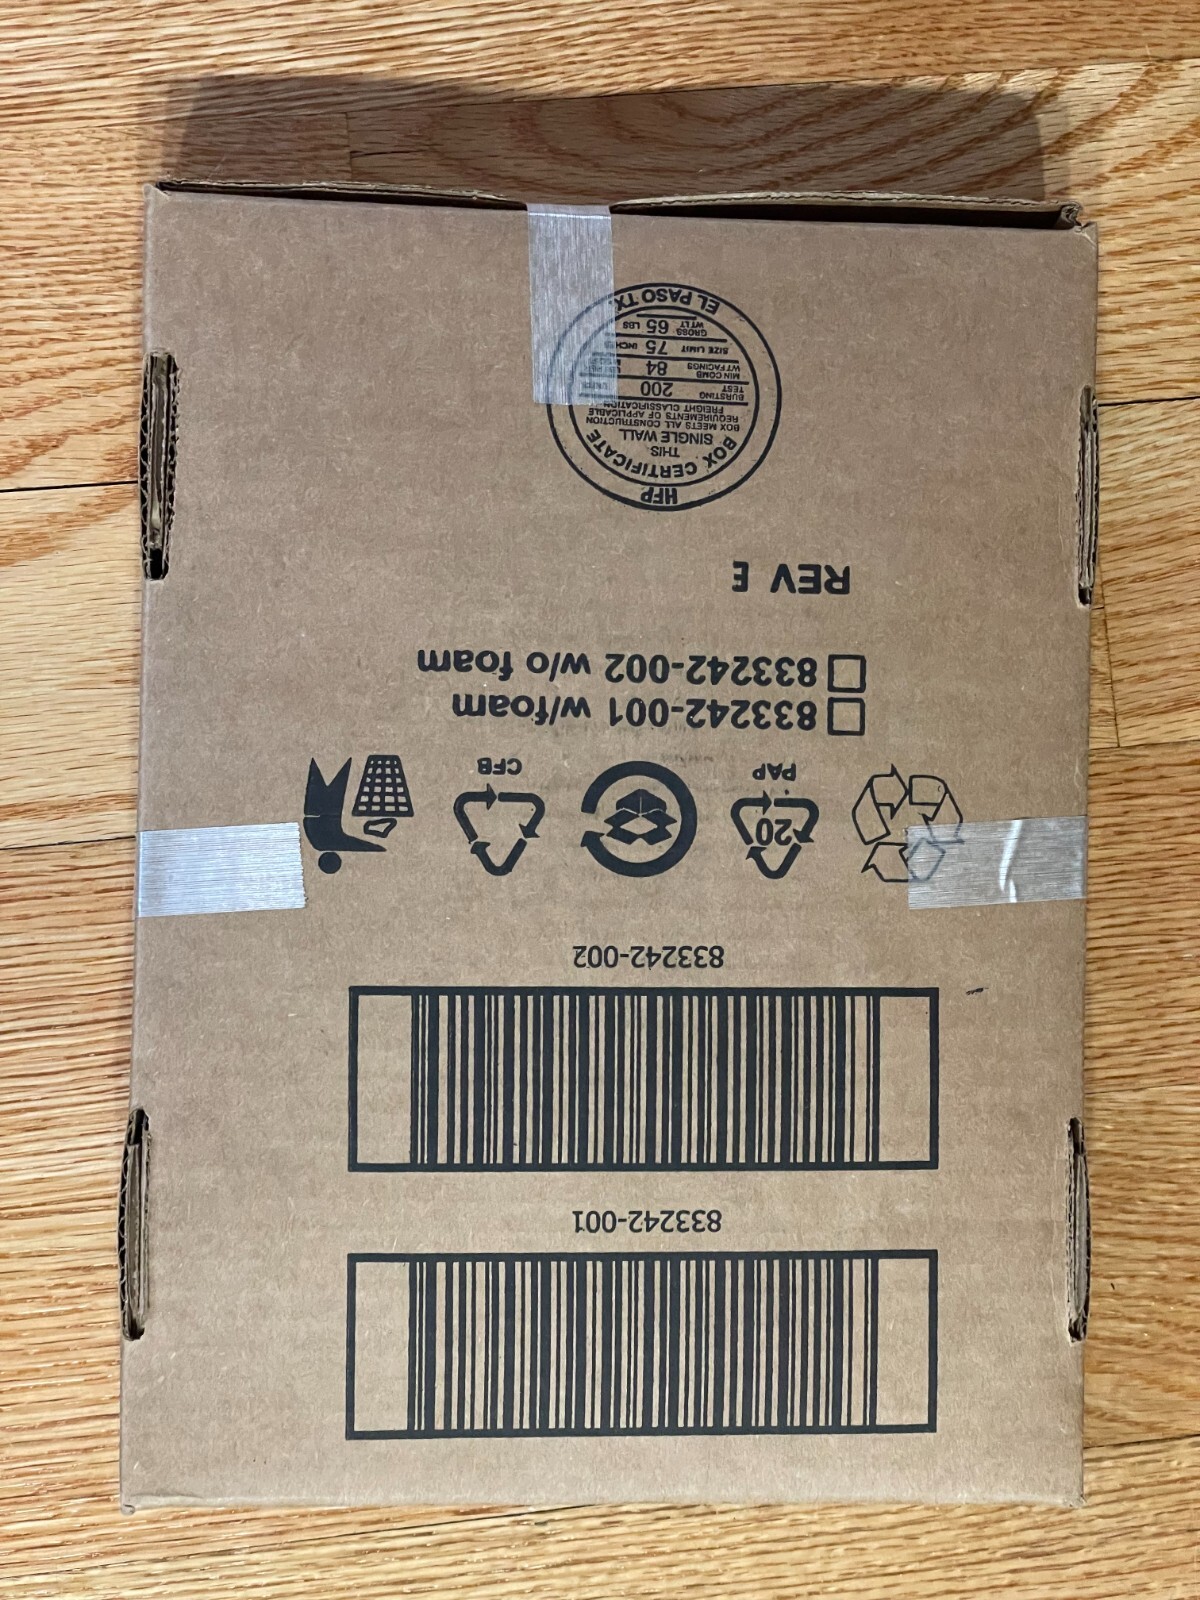 833242-001
833242-002
20
PAP
CFB
833242-001 w/foam
833242-002 w/o foam
REV E
HFP
BOX CERTIFICATE
THIS
SINGLE WALL
BOX MEETS ALL CONSTRUCTION
REQUIREMENTS OF APPLICABLE
FREIGHT CLASSIFICATION
BURSTING TEST 200
MIN COMB WT FACINGS 84
SIZE LIMIT 75 INCHES
GROSS WT LT 65 LBS
EL PASO TX